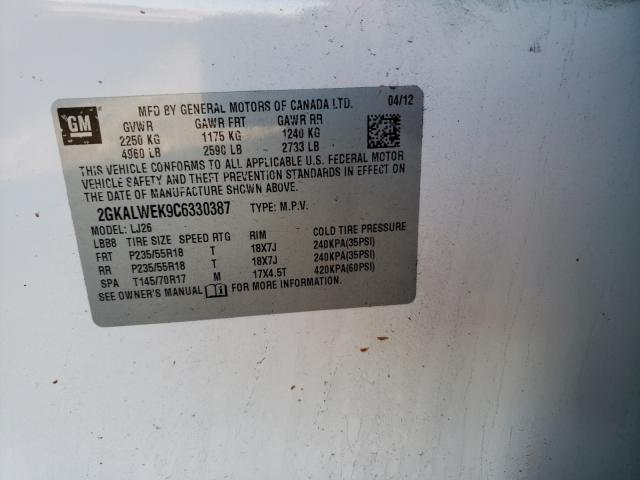 GM
MFD BY GENERAL MOTORS OF CANADA LTD. 04/12
GVWR GAWR FRT GAWR RR
2250 KG 1175 KG 1240 KG
4960 LB 2590 LB 2733 LB
THIS VEHICLE CONFORMS TO ALL APPLICABLE U.S. FEDERAL MOTOR
VEHICLE SAFETY AND THEFT PREVENTION STANDARDS IN EFFECT ON
DATE OF MANUFACTURE SHOWN ABOVE.
2GKALWEK9C6330387 TYPE: M.P.V.
MODEL: LJ26
LBB8 TIRE SIZE SPEED RTG RIM COLD TIRE PRESSURE
FRT P235/55R18 T 18X7J 240KPA(35PSI)
RR P235/55R18 T 18X7J 240KPA(35PSI)
SPA T145/70R17 M 17X4.5T 420KPA(60PSI)
SEE OWNER'S MANUAL FOR MORE INFORMATION.